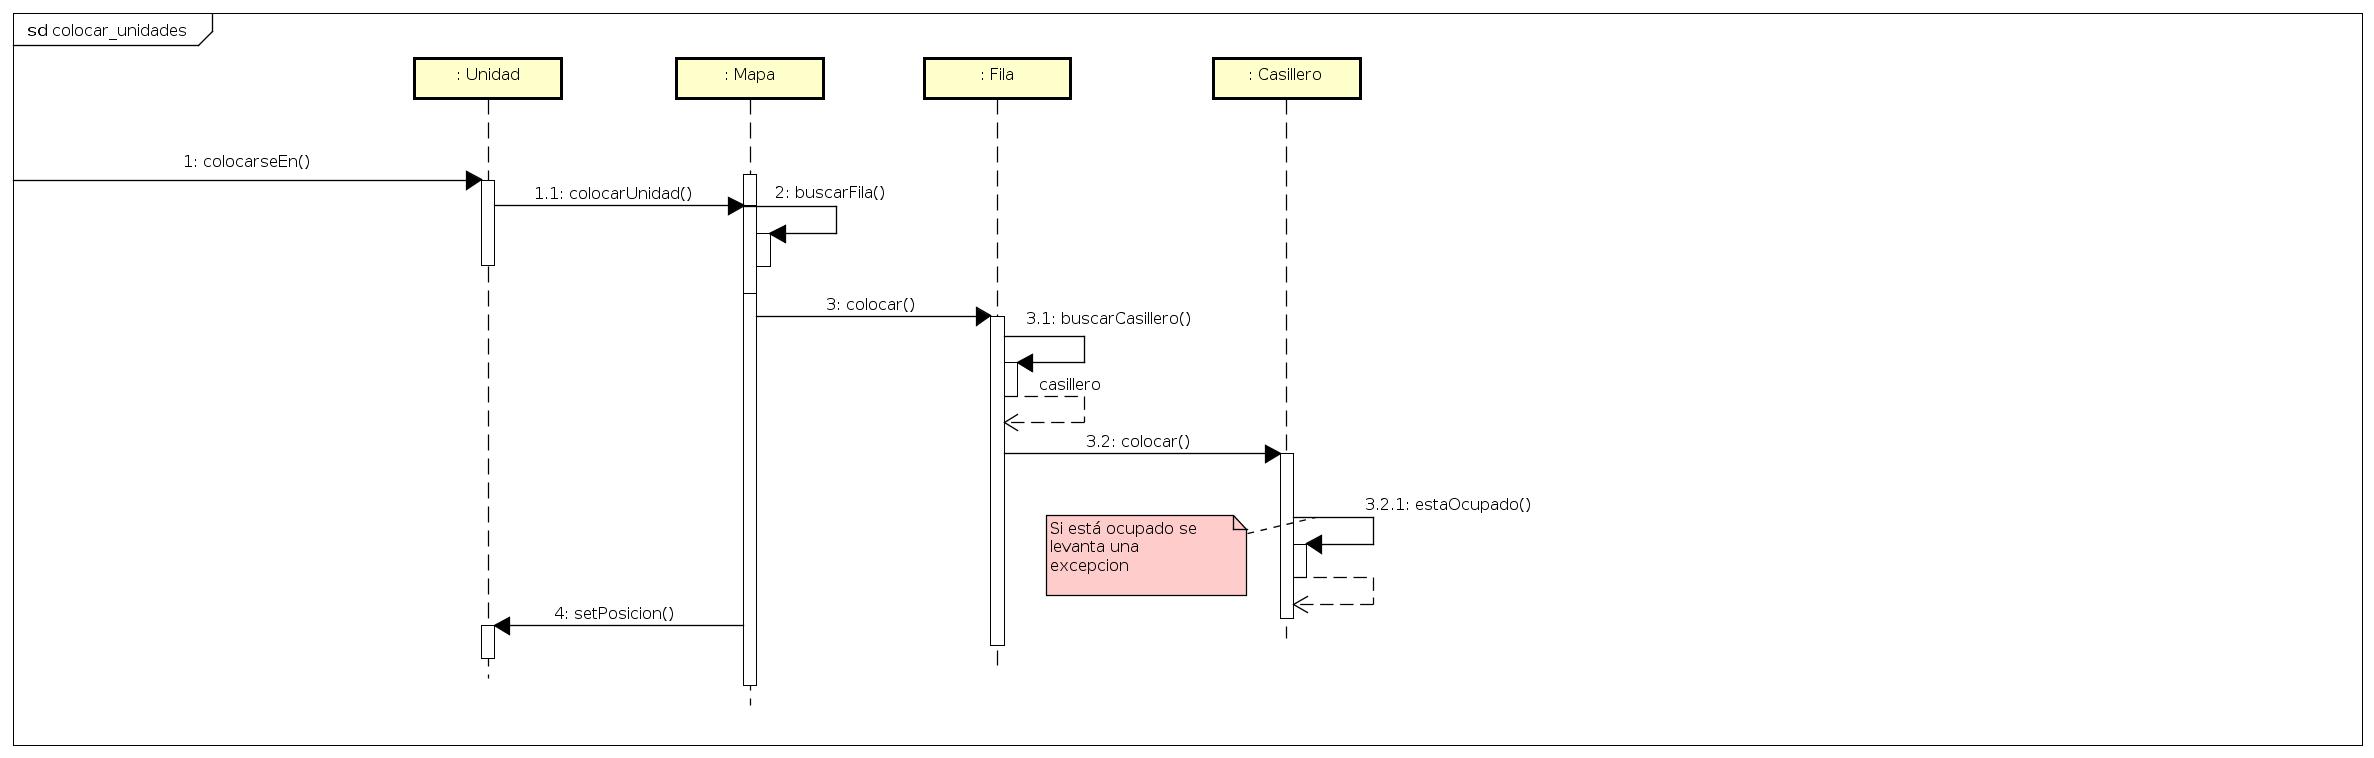 sd colocar_unidades
: Unidad
: Mapa
: Fila
: Casillero
1: colocarseEn()
1.1: colocarUnidad()
2: buscarFila()
3: colocar()
3.1: buscarCasillero()
casillero
3.2: colocar()
3.2.1: estaOcupado()
Si está ocupado se
levanta una
excepcion
4: setPosicion()